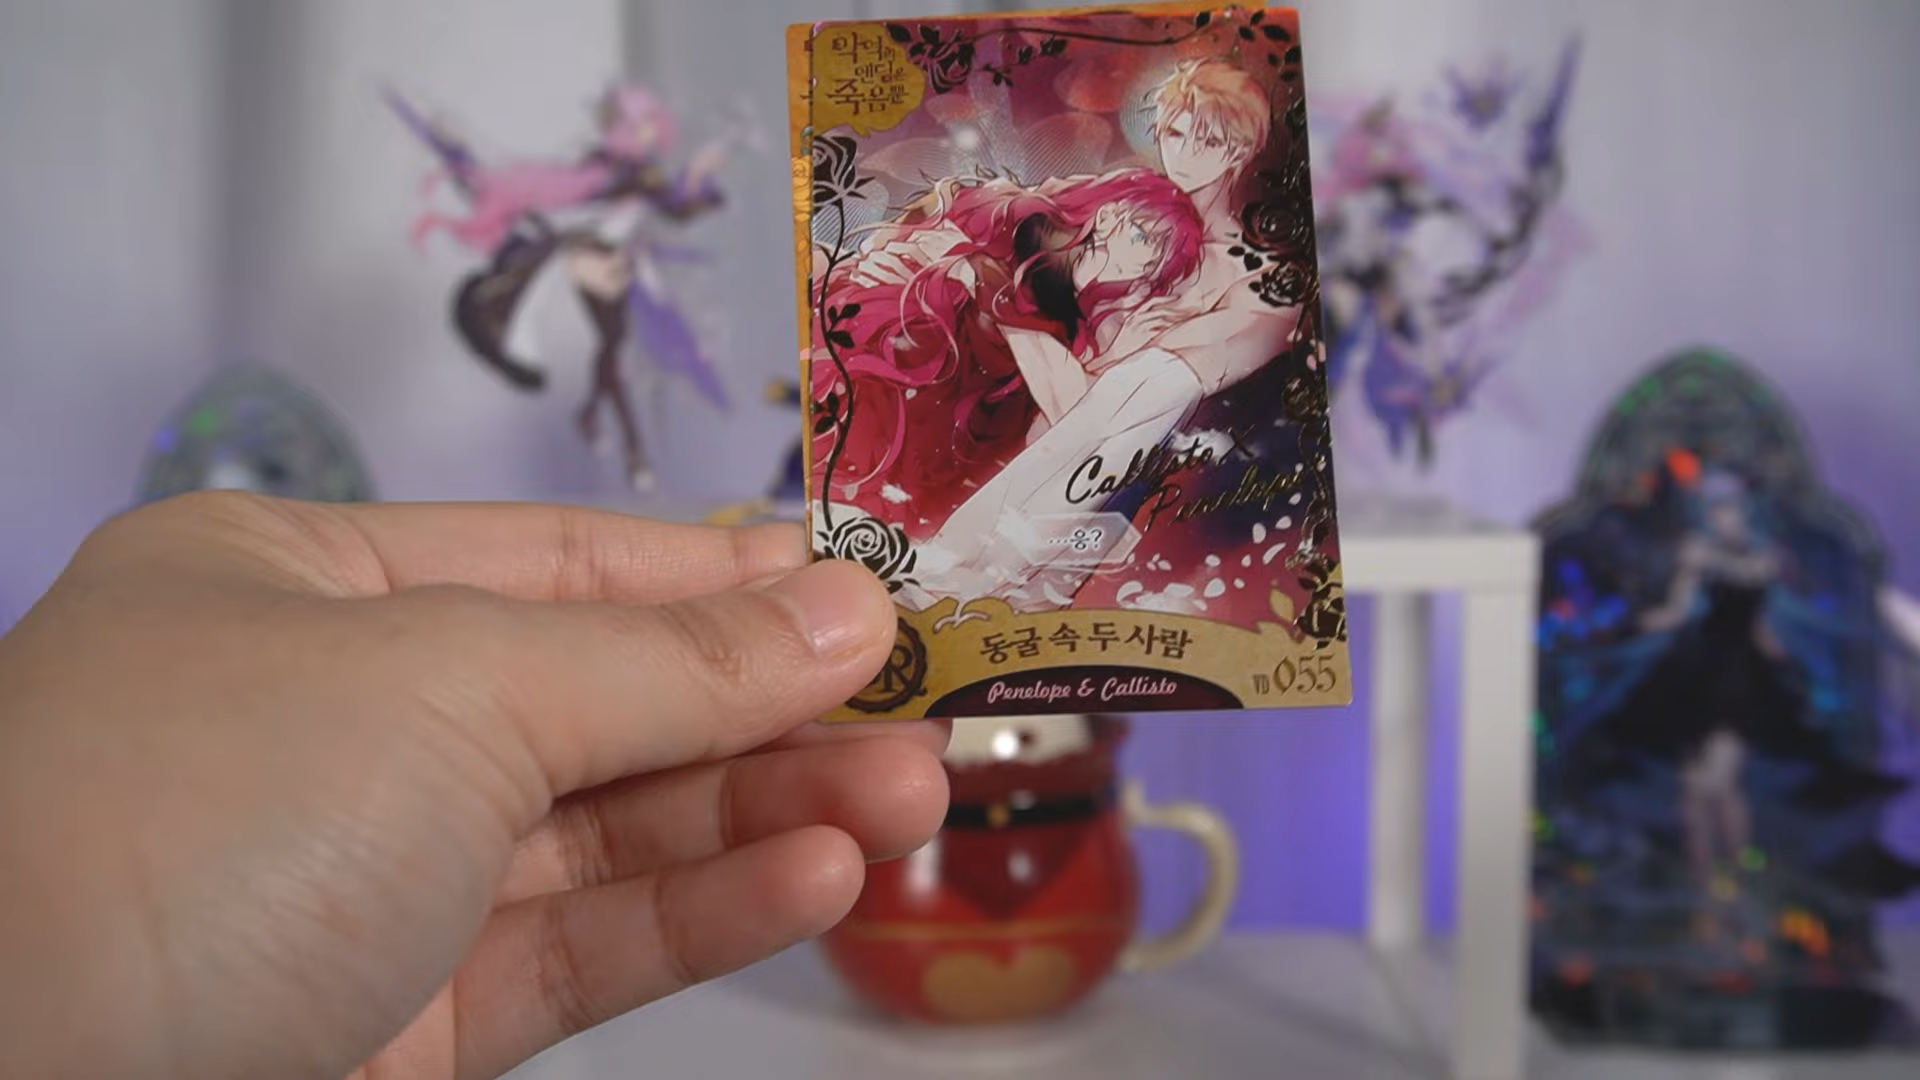 악역의
엔딩은
죽음뿐
Callisto X
Penelope
...응?
동굴 속 두 사람
Penelope & Callisto
VD 055